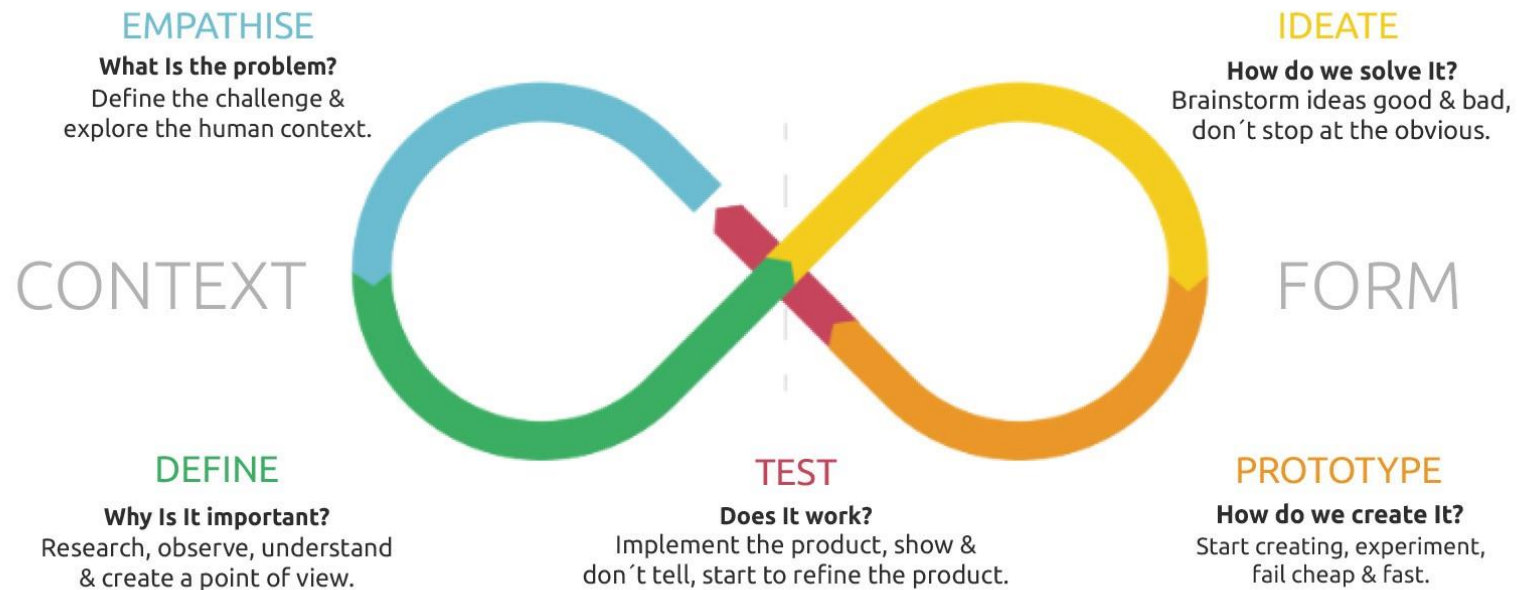 EMPATHISE
What Is the problem?
Define the challenge &
explore the human context.
IDEATE
How do we solve It?
Brainstorm ideas good & bad,
don´t stop at the obvious.
CONTEXT
FORM
DEFINE
Why Is It important?
Research, observe, understand
& create a point of view.
TEST
Does It work?
Implement the product, show &
don´t tell, start to refine the product.
PROTOTYPE
How do we create It?
Start creating, experiment,
fail cheap & fast.